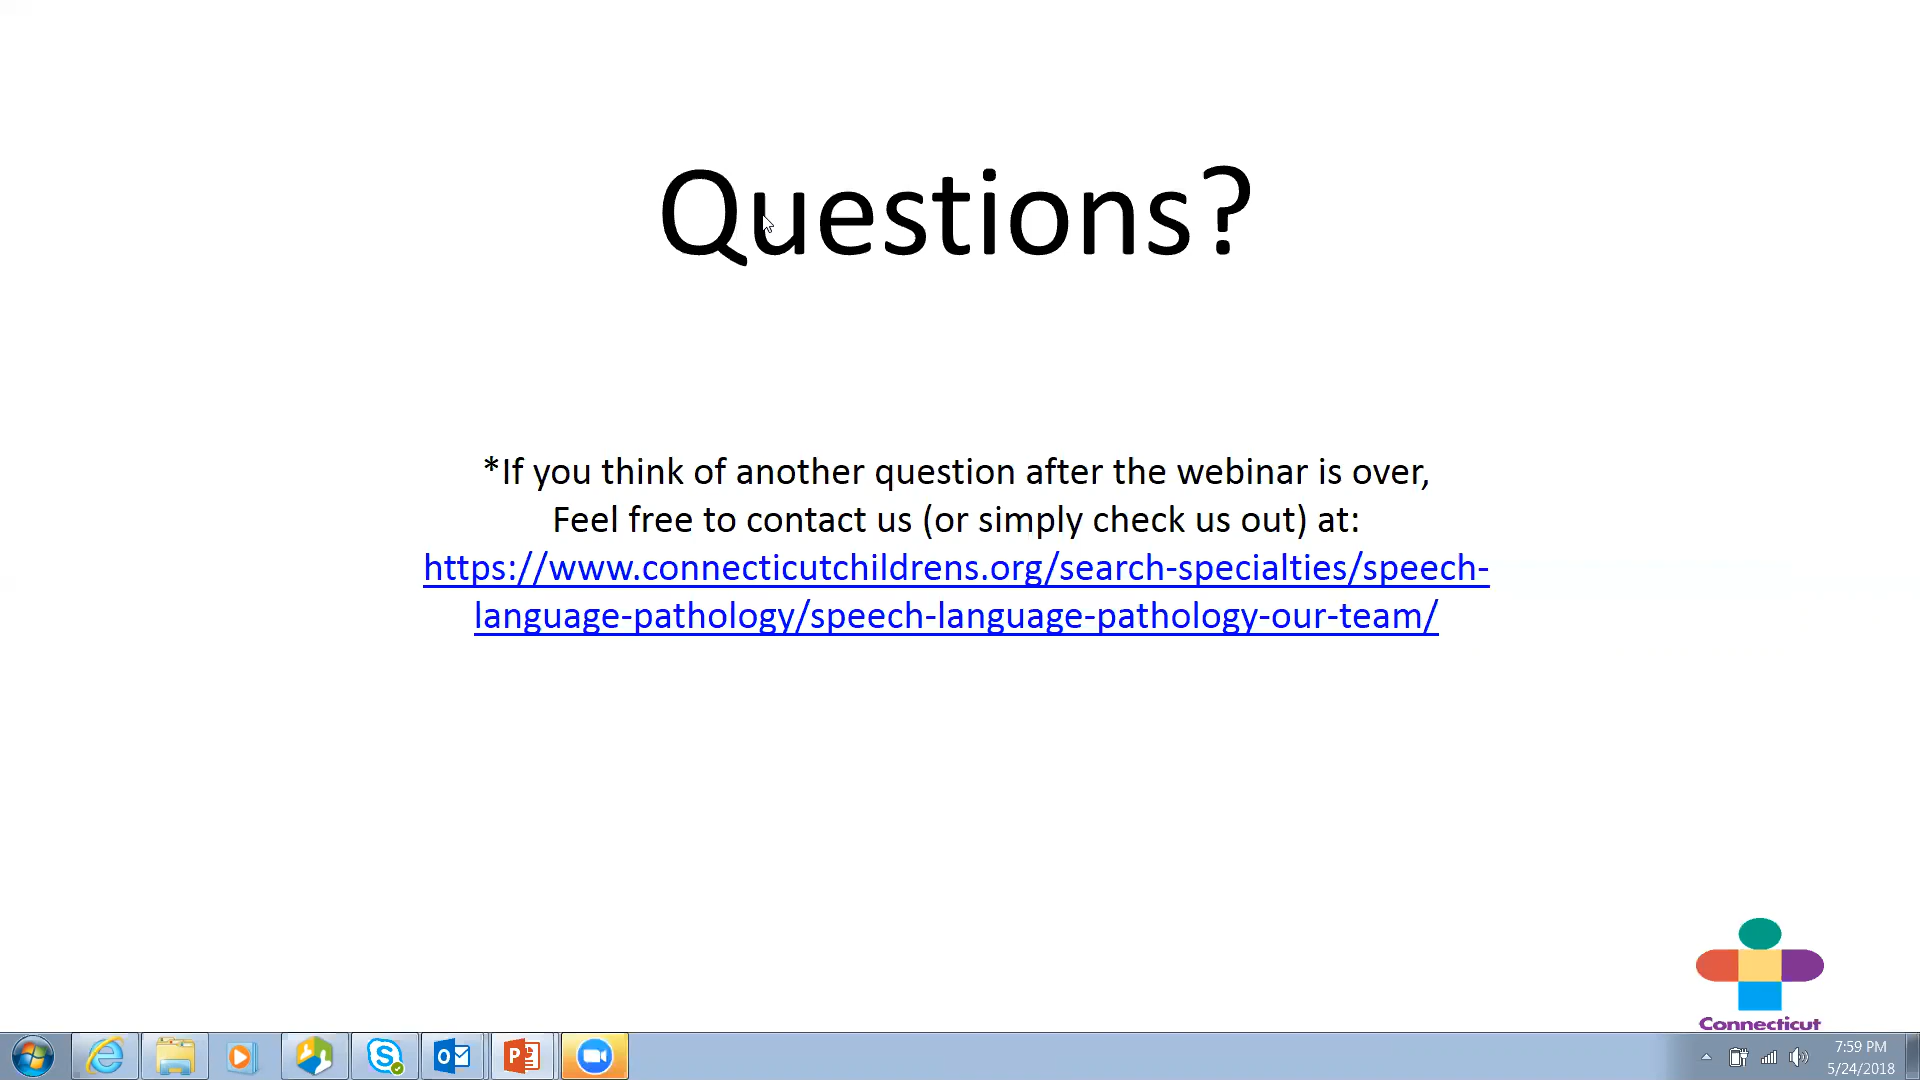 Questions?
*If you think of another question after the webinar is over,
Feel free to contact us (or simply check us out) at:
https://www.connecticutchildrens.org/search-specialties/speech-
language-pathology/speech-language-pathology-our-team/
Connecticut
7:59 PM
5/24/2018